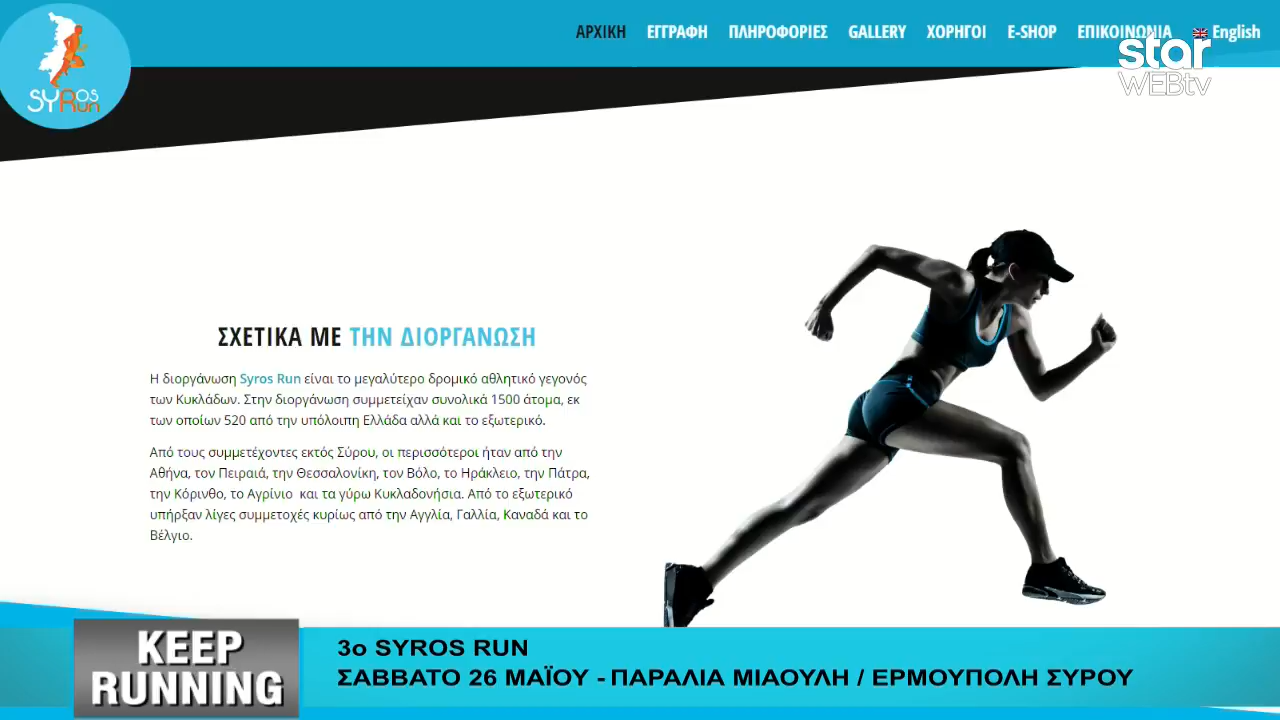 SYROS
Run
ΑΡΧΙΚΗ ΕΓΓΡΑΦΗ ΠΛΗΡΟΦΟΡΙΕΣ GALLERY ΧΟΡΗΓΟΙ E-SHOP ΕΠΙΚΟΙΝΩΝΙΑ English
star
WEBtv
ΣΧΕΤΙΚΑ ΜΕ ΤΗΝ ΔΙΟΡΓΑΝΩΣΗ
Η διοργάνωση Syros Run είναι το μεγαλύτερο δρομικό αθλητικό γεγονός
των Κυκλάδων. Στην διοργάνωση συμμετείχαν συνολικά 1500 άτομα, εκ
των οποίων 520 από την υπόλοιπη Ελλάδα αλλά και το εξωτερικό.
Από τους συμμετέχοντες εκτός Σύρου, οι περισσότεροι ήταν από την
Αθήνα, τον Πειραιά, την Θεσσαλονίκη, τον Βόλο, το Ηράκλειο, την Πάτρα,
την Κόρινθο, το Αγρίνιο και τα γύρω Κυκλαδονήσια. Από το εξωτερικό
υπήρξαν λίγες συμμετοχές κυρίως από την Αγγλία, Γαλλία, Καναδά και το
Βέλγιο.
KEEP
RUNNING
3ο SYROS RUN
ΣΑΒΒΑΤΟ 26 ΜΑΪΟΥ - ΠΑΡΑΛΙΑ ΜΙΑΟΥΛΗ / ΕΡΜΟΥΠΟΛΗ ΣΥΡΟΥ